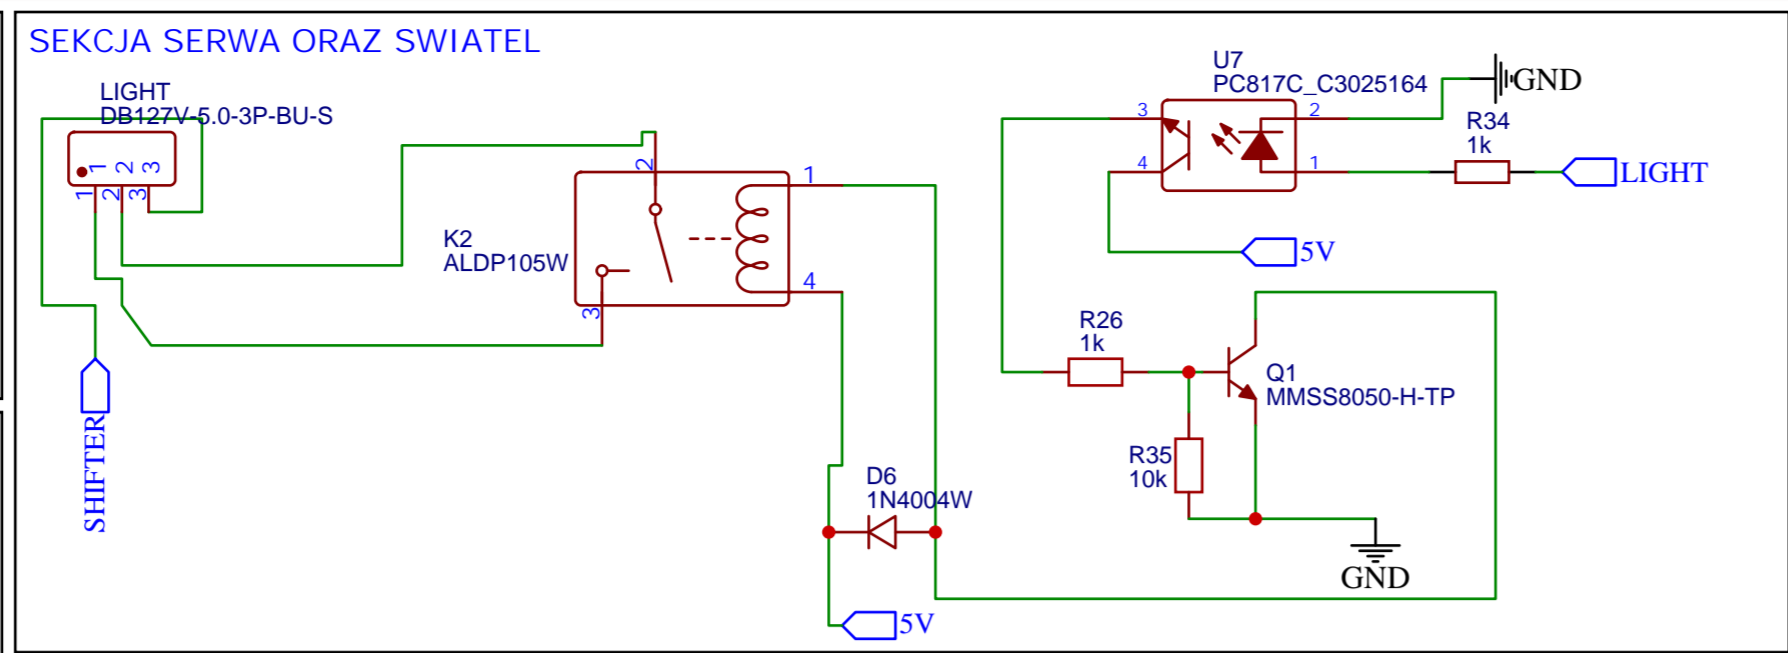 SEKCJA SERWA ORAZ SWIATEL
LIGHT
DB127V-5.0-3P-BU-S
1 2 3
1 2 3
SHIFTER
K2
ALDP105W
2
3
1
4
D6
1N4004W
5V
U7
PC817C_C3025164
3
4
2
1
GND
R34
1k
LIGHT
5V
R26
1k
Q1
MMSS8050-H-TP
R35
10k
GND